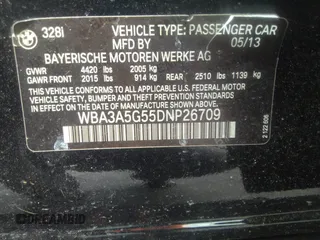 328i VEHICLE TYPE: PASSENGER CAR
MFD BY 05/13
BAYERISCHE MOTOREN WERKE AG
GVWR 4420 lbs 2005 kg
GAWR FRONT 2015 lbs 914 kg REAR 2510 lbs 1139 kg
THIS VEHICLE CONFORMS TO ALL APPLICABLE U.S. FEDERAL MOTOR
VEHICLE SAFETY, BUMPER, AND THEFT PREVENTION STANDARDS
IN EFFECT ON THE DATE OF MANUFACTURE SHOWN ABOVE.
WBA3A5G55DNP26709
DREAMBID